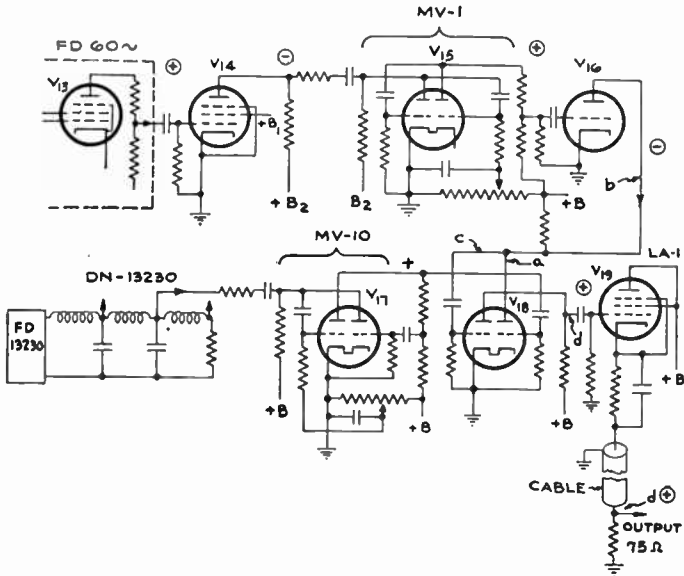 MV-1
FD 60~
V13
⊕
V14
⊖
V15
⊕
V16
+B1
⊖
b
+B2
B2
+B
MV-10
c
a
LA-1
DN-13230
+
V19
⊕
V17
V18
FD
13230
d
+B
+B
+B
+B
CABLE
d⊕
OUTPUT
75Ω